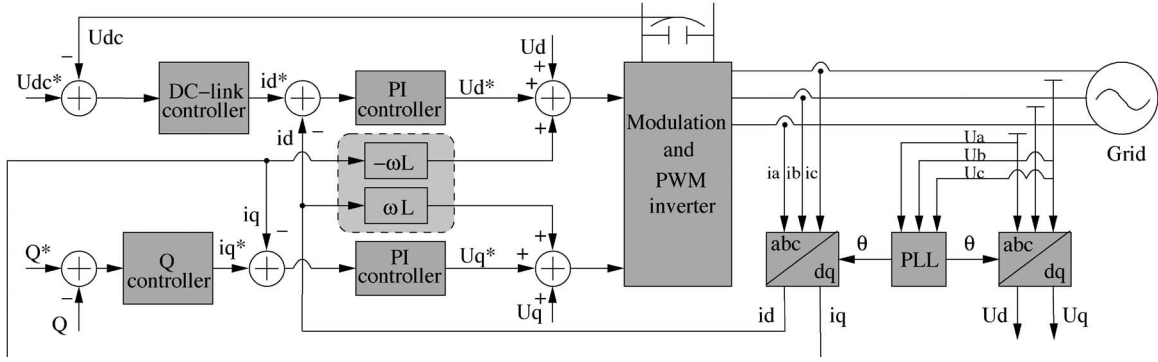 Udc
−
Udc*
DC−link
controller
id*
−
id
PI
controller
Ud*
Ud
+
+
+
−ωL
ωL
Modulation
and
PWM
inverter
Grid
Ua
Ub
Uc
ia
ib
ic
iq
−
Q*
−
Q
Q
controller
iq*
PI
controller
Uq*
+
+
+
Uq
abc
dq
θ
PLL
θ
abc
dq
id
iq
Ud
Uq